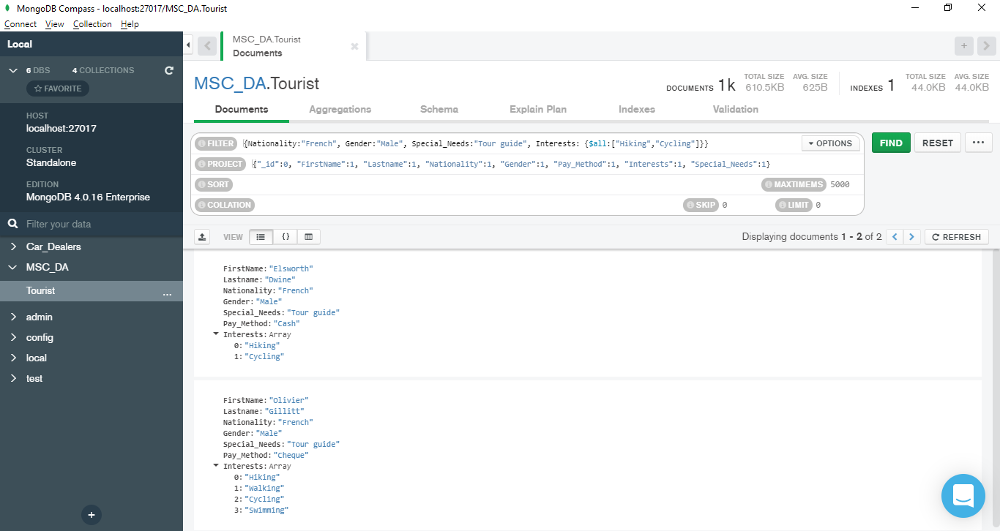 MongoDB Compass - localhost:27017/MSC_DA.Tourist
Connect View Collection Help
Local
6 DBS 4 COLLECTIONS
FAVORITE
HOST
localhost:27017
CLUSTER
Standalone
EDITION
MongoDB 4.0.16 Enterprise
Filter your data
Car_Dealers
MSC_DA
Tourist ...
admin
config
local
test
+
MSC_DA.Tourist
Documents
MSC_DA.Tourist
DOCUMENTS 1k TOTAL SIZE 610.5KB AVG. SIZE 625B INDEXES 1 TOTAL SIZE 44.0KB AVG. SIZE 44.0KB
Documents Aggregations Schema Explain Plan Indexes Validation
FILTER {Nationality:"French", Gender:"Male", Special_Needs:"Tour guide", Interests: {$all:["Hiking","Cycling"]}} OPTIONS FIND RESET ...
PROJECT {"_id":0, "FirstName":1, "Lastname":1, "Nationality":1, "Gender":1, "Pay_Method":1, "Interests":1, "Special_Needs":1}
SORT MAXTIMEMS 5000
COLLATION SKIP 0 LIMIT 0
VIEW {} Displaying documents 1 - 2 of 2 < > REFRESH
FirstName: "Elsworth"
Lastname: "Dwine"
Nationality: "French"
Gender: "Male"
Special_Needs: "Tour guide"
Pay_Method: "Cash"
Interests: Array
0: "Hiking"
1: "Cycling"
FirstName: "Olivier"
Lastname: "Gillitt"
Nationality: "French"
Gender: "Male"
Special_Needs: "Tour guide"
Pay_Method: "Cheque"
Interests: Array
0: "Hiking"
1: "Walking"
2: "Cycling"
3: "Swimming"